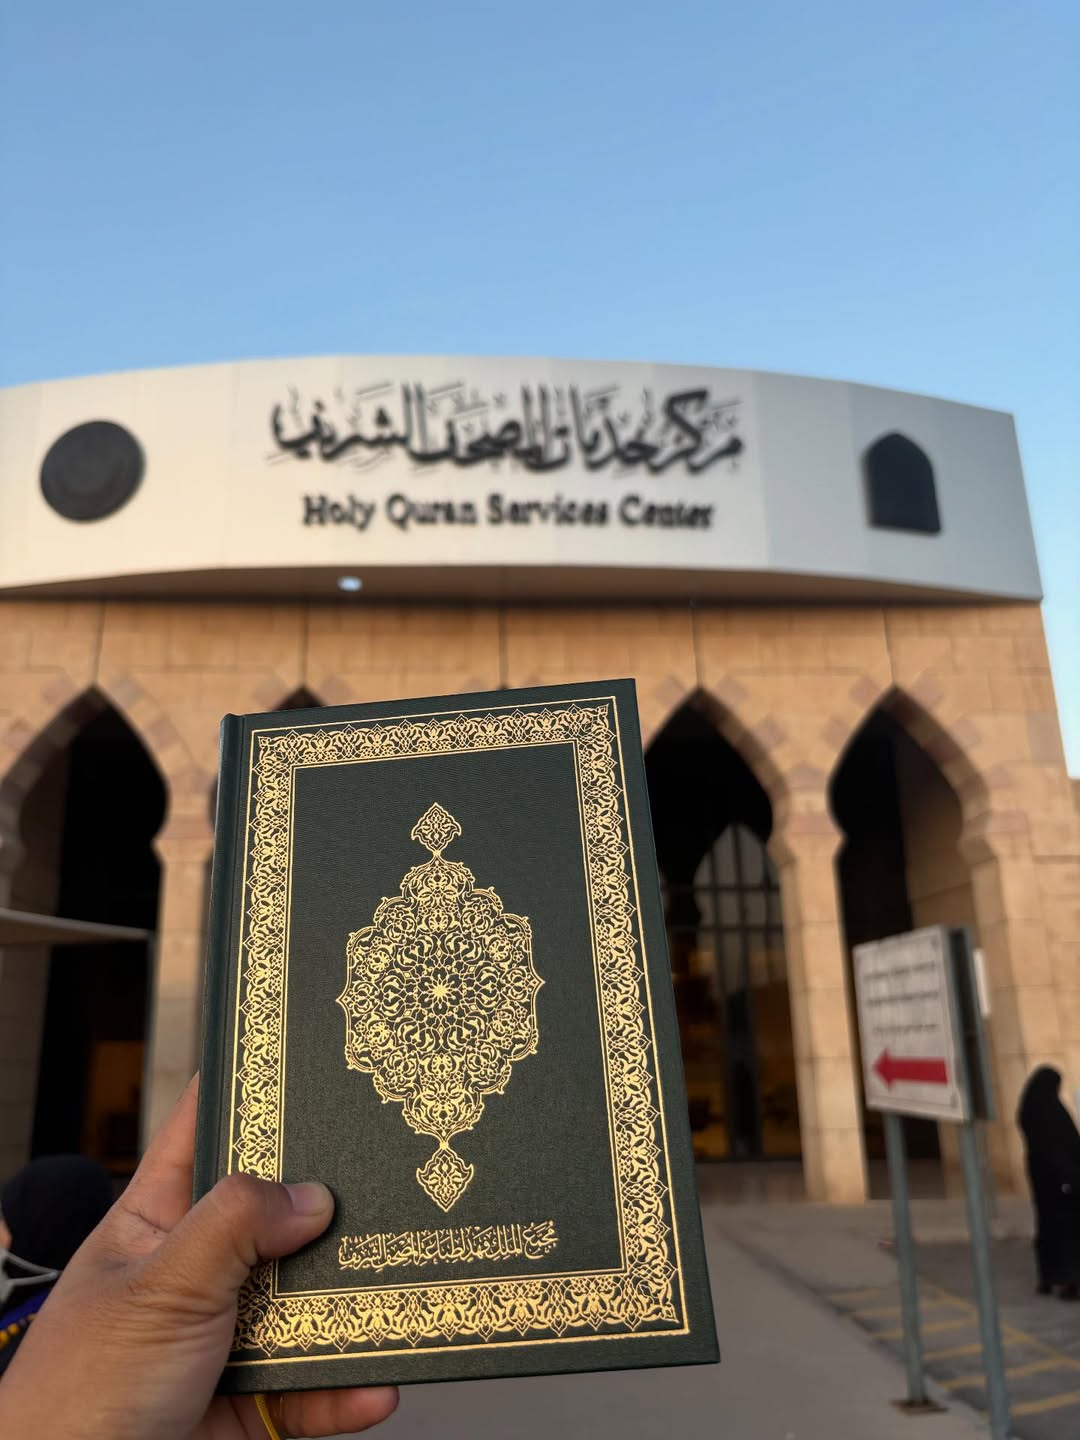 مركز خدمات المصحف الشريف
Holy Quran Services Center
مجمع الملك فهد لطباعة المصحف الشريف